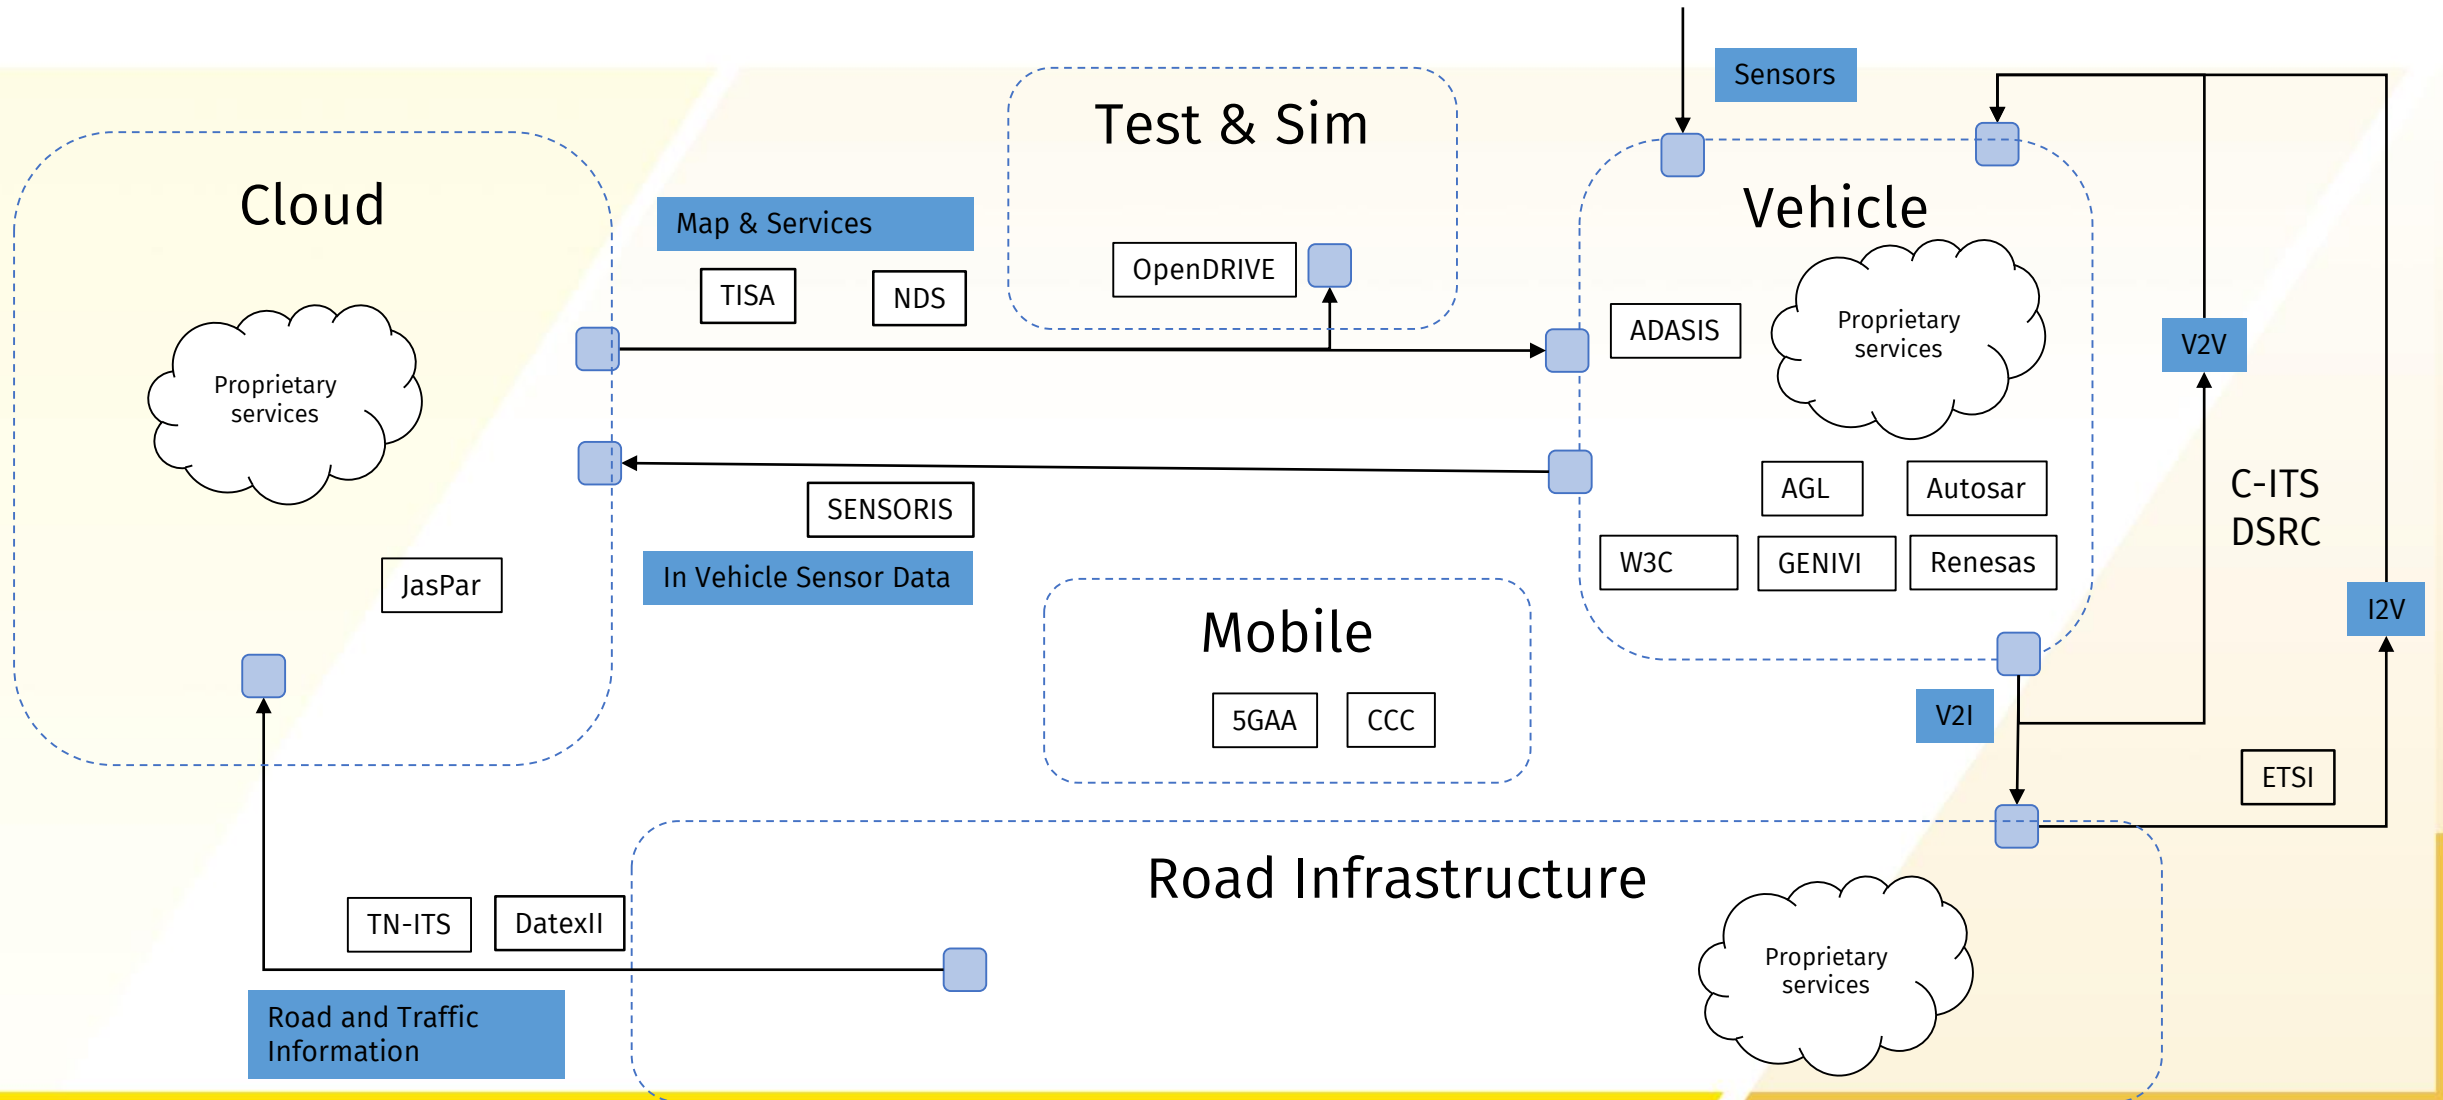 Sensors
Test & Sim
Cloud
Vehicle
Map & Services
TISA
NDS
OpenDRIVE
ADASIS
Proprietary
services
V2V
Proprietary
services
SENSORIS
In Vehicle Sensor Data
AGL
Autosar
C-ITS
DSRC
W3C
GENIVI
Renesas
JasPar
I2V
Mobile
5GAA
CCC
V2I
ETSI
Road Infrastructure
TN-ITS
DatexII
Proprietary
services
Road and Traffic
Information